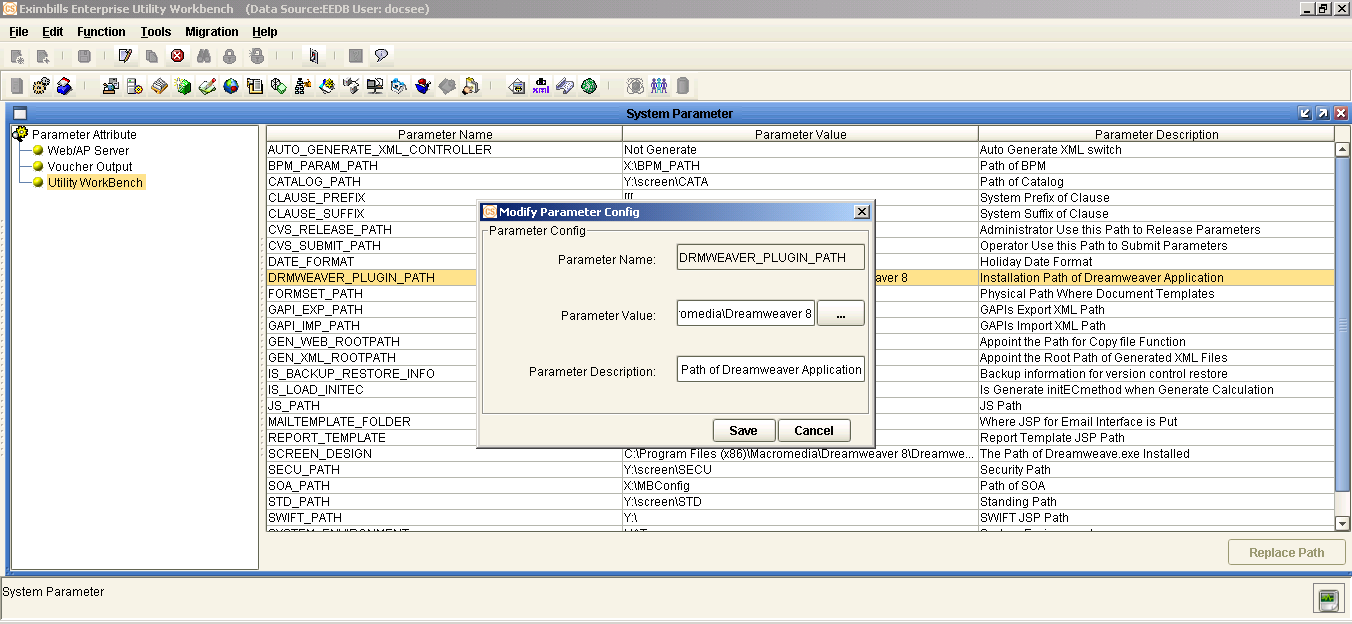 Eximbills Enterprise Utility Workbench (Data Source:EEDB User: docsee)
File Edit Function Tools Migration Help
System Parameter
Parameter Attribute
Web/AP Server
Voucher Output
Utility WorkBench
Parameter Name Parameter Value Parameter Description
AUTO_GENERATE_XML_CONTROLLER Not Generate Auto Generate XML switch
BPM_PARAM_PATH X:\BPM_PATH Path of BPM
CATALOG_PATH Y:\screen\CATA Path of Catalog
CLAUSE_PREFIX [[[ System Prefix of Clause
CLAUSE_SUFFIX System Suffix of Clause
CVS_RELEASE_PATH Administrator Use this Path to Release Parameters
CVS_SUBMIT_PATH Operator Use this Path to Submit Parameters
DATE_FORMAT Holiday Date Format
DRMWEAVER_PLUGIN_PATH aver 8 Installation Path of Dreamweaver Application
FORMSET_PATH Physical Path Where Document Templates
GAPI_EXP_PATH GAPIs Export XML Path
GAPI_IMP_PATH GAPIs Import XML Path
GEN_WEB_ROOTPATH Appoint the Path for Copy file Function
GEN_XML_ROOTPATH Appoint the Root Path of Generated XML Files
IS_BACKUP_RESTORE_INFO Backup information for version control restore
IS_LOAD_INITEC Is Generate initECmethod when Generate Calculation
JS_PATH JS Path
MAILTEMPLATE_FOLDER Where JSP for Email Interface is Put
REPORT_TEMPLATE Report Template JSP Path
SCREEN_DESIGN C:\Program Files (x86)\Macromedia\Dreamweaver 8\Dreamwe... The Path of Dreamweave.exe Installed
SECU_PATH Y:\screen\SECU Security Path
SOA_PATH X:\MBConfig Path of SOA
STD_PATH Y:\screen\STD Standing Path
SWIFT_PATH Y:\ SWIFT JSP Path
Modify Parameter Config
Parameter Config
Parameter Name: DRMWEAVER_PLUGIN_PATH
Parameter Value: omedia\Dreamweaver 8 ...
Parameter Description: Path of Dreamweaver Application
Save Cancel
Replace Path
System Parameter